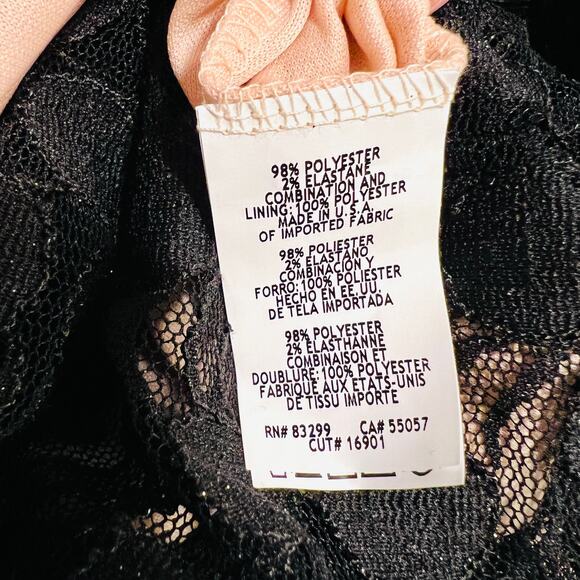 98% POLYESTER
2% ELASTANE
COMBINATION AND
LINING: 100% POLYESTER
MADE IN U.S.A.
OF IMPORTED FABRIC
98% POLIESTER
2% ELASTANO
COMBINACIÓN Y
FORRO: 100% POLIESTER
HECHO EN EE.UU.
DE TELA IMPORTADA
98% POLYESTER
2% ELASTHANNE
COMBINAISON ET
DOUBLURE: 100% POLYESTER
FABRIQUE AUX ETATS-UNIS
DE TISSU IMPORTE
RN# 83299 CA# 55057
CUT# 16901